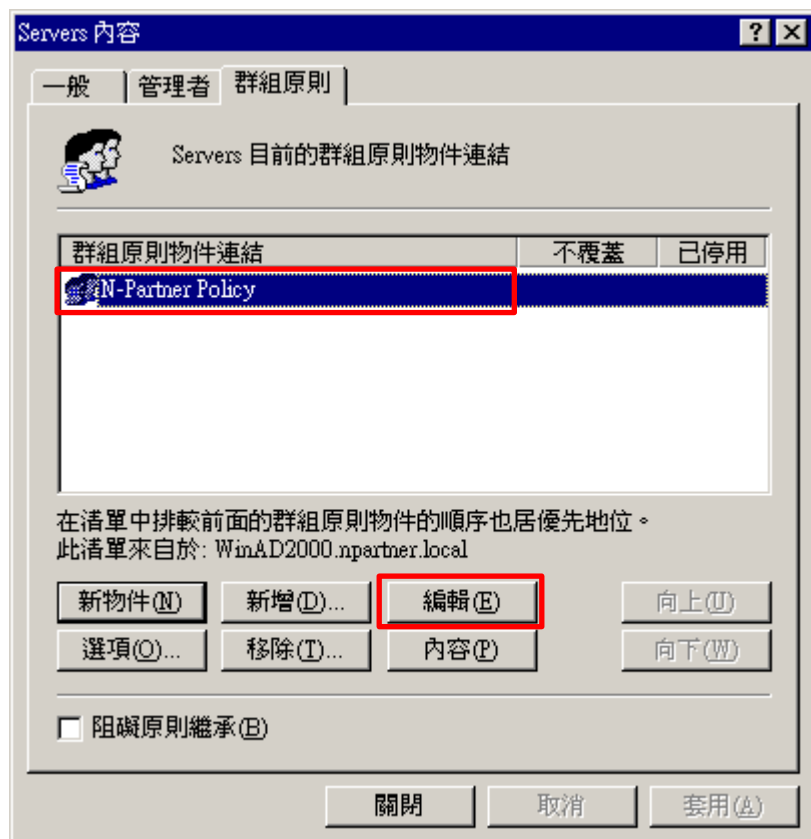 Servers 內容
一般 管理者 群組原則
Servers 目前的群組原則物件連結
群組原則物件連結 不覆蓋 已停用
N-Partner Policy
在清單中排較前面的群組原則物件的順序也居優先地位。
此清單來自於: WinAD2000.npartner.local
新物件(N) 新增(D)... 編輯(E) 向上(U)
選項(O)... 移除(T)... 內容(P) 向下(W)
阻礙原則繼承(B)
關閉 取消 套用(A)